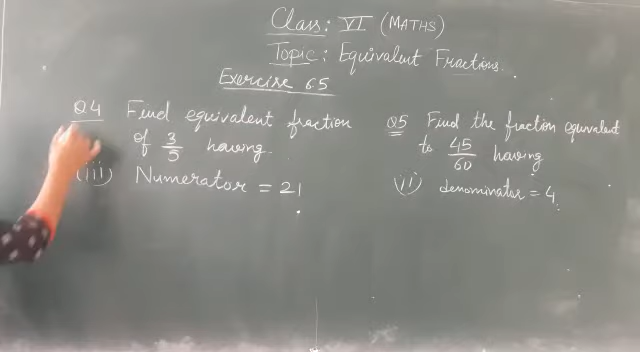 Class: VI (MATHS)
Topic: Equivalent Fractions.
Exercise 6.5
Q4 Find equivalent fraction
of 3/5 having
(iii) Numerator = 21
Q5 Find the fraction equivalent
to 45/60 having
(ii) denominator = 4